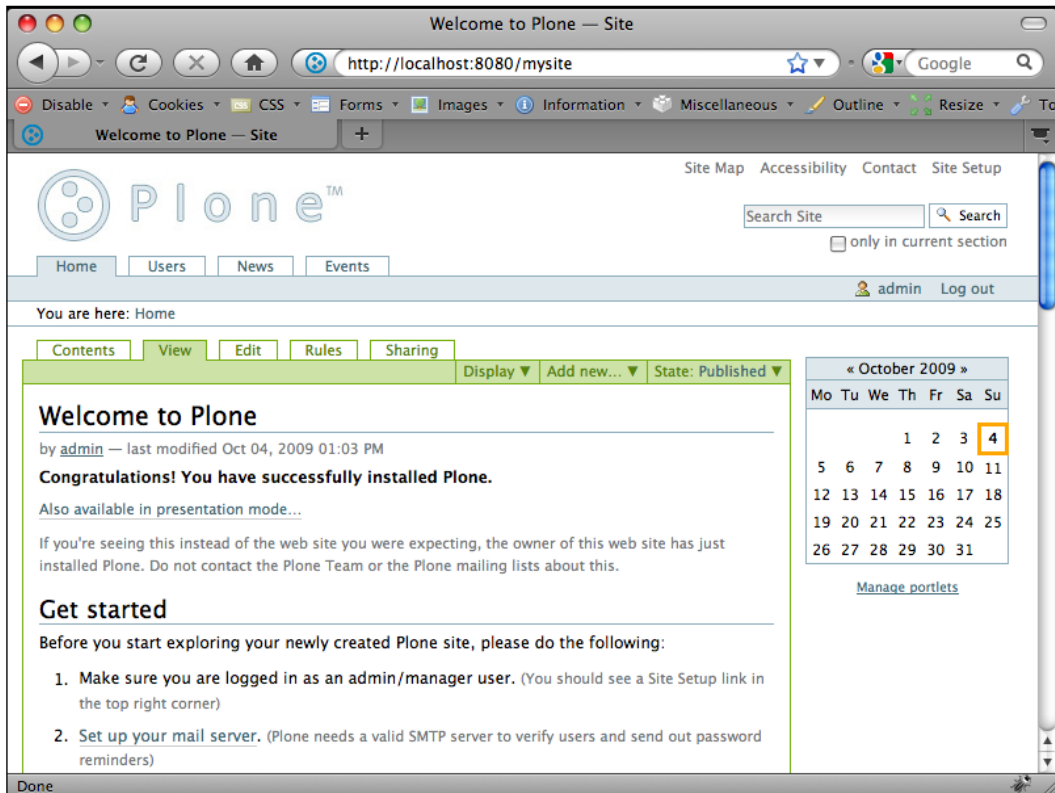 Welcome to Plone — Site
http://localhost:8080/mysite
Google
Disable Cookies CSS Forms Images Information Miscellaneous Outline Resize To
Welcome to Plone — Site +
Site Map Accessibility Contact Site Setup
Plone™
Search Site Search
only in current section
Home Users News Events
admin Log out
You are here: Home
Contents View Edit Rules Sharing
Display ▼ Add new... ▼ State: Published ▼
Welcome to Plone
by admin — last modified Oct 04, 2009 01:03 PM
Congratulations! You have successfully installed Plone.
Also available in presentation mode...
If you're seeing this instead of the web site you were expecting, the owner of this web site has just
installed Plone. Do not contact the Plone Team or the Plone mailing lists about this.
Get started
Before you start exploring your newly created Plone site, please do the following:
1. Make sure you are logged in as an admin/manager user. (You should see a Site Setup link in
the top right corner)
2. Set up your mail server. (Plone needs a valid SMTP server to verify users and send out password
reminders)
« October 2009 »
Mo Tu We Th Fr Sa Su
1 2 3 4
5 6 7 8 9 10 11
12 13 14 15 16 17 18
19 20 21 22 23 24 25
26 27 28 29 30 31
Manage portlets
Done